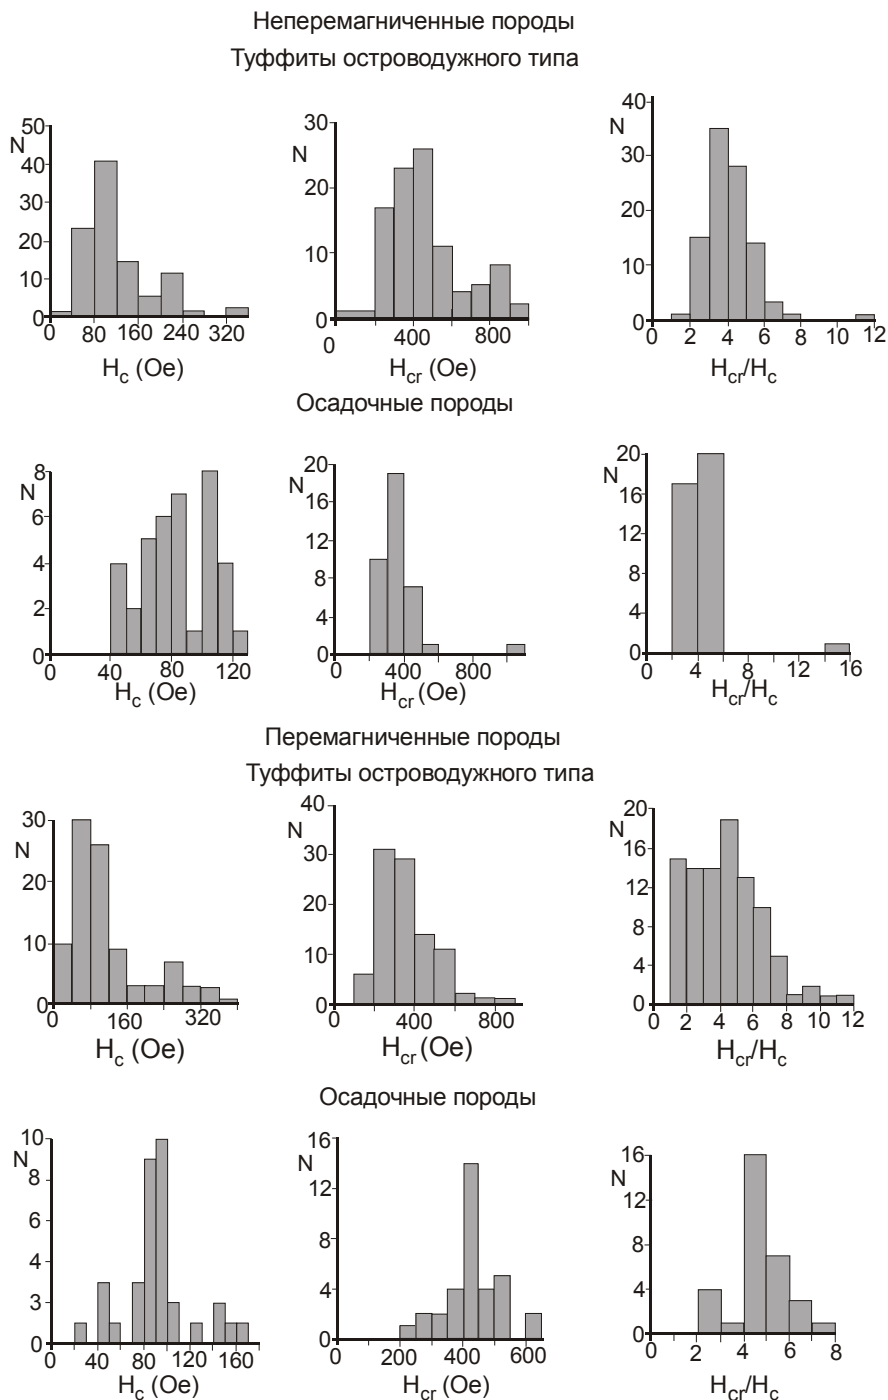 Неперемагниченные породы
Туффиты островодужного типа
50 40 30 20 10 0
N
0 80 160 240 320
H_c (Oe)
30 20 10 0
N
0 400 800
H_cr (Oe)
40 30 20 10 0
N
0 2 4 6 8 10 12
H_cr/H_c
Осадочные породы
8 6 4 2 0
N
0 40 80 120
H_c (Oe)
20 16 12 8 4 0
N
0 400 800
H_cr (Oe)
20 16 12 8 4 0
N
0 4 8 12 16
H_cr/H_c
Перемагниченные породы
Туффиты островодужного типа
30 20 10 0
N
0 160 320
H_c (Oe)
40 30 20 10 0
N
0 400 800
H_cr (Oe)
20 16 12 8 4 0
N
0 2 4 6 8 10 12
H_cr/H_c
Осадочные породы
10 8 6 4 3 0
N
0 40 80 120 160
H_c (Oe)
16 12 8 4 0
N
0 200 400 600
H_cr (Oe)
16 12 8 4 0
N
0 2 4 6 8
H_cr/H_c